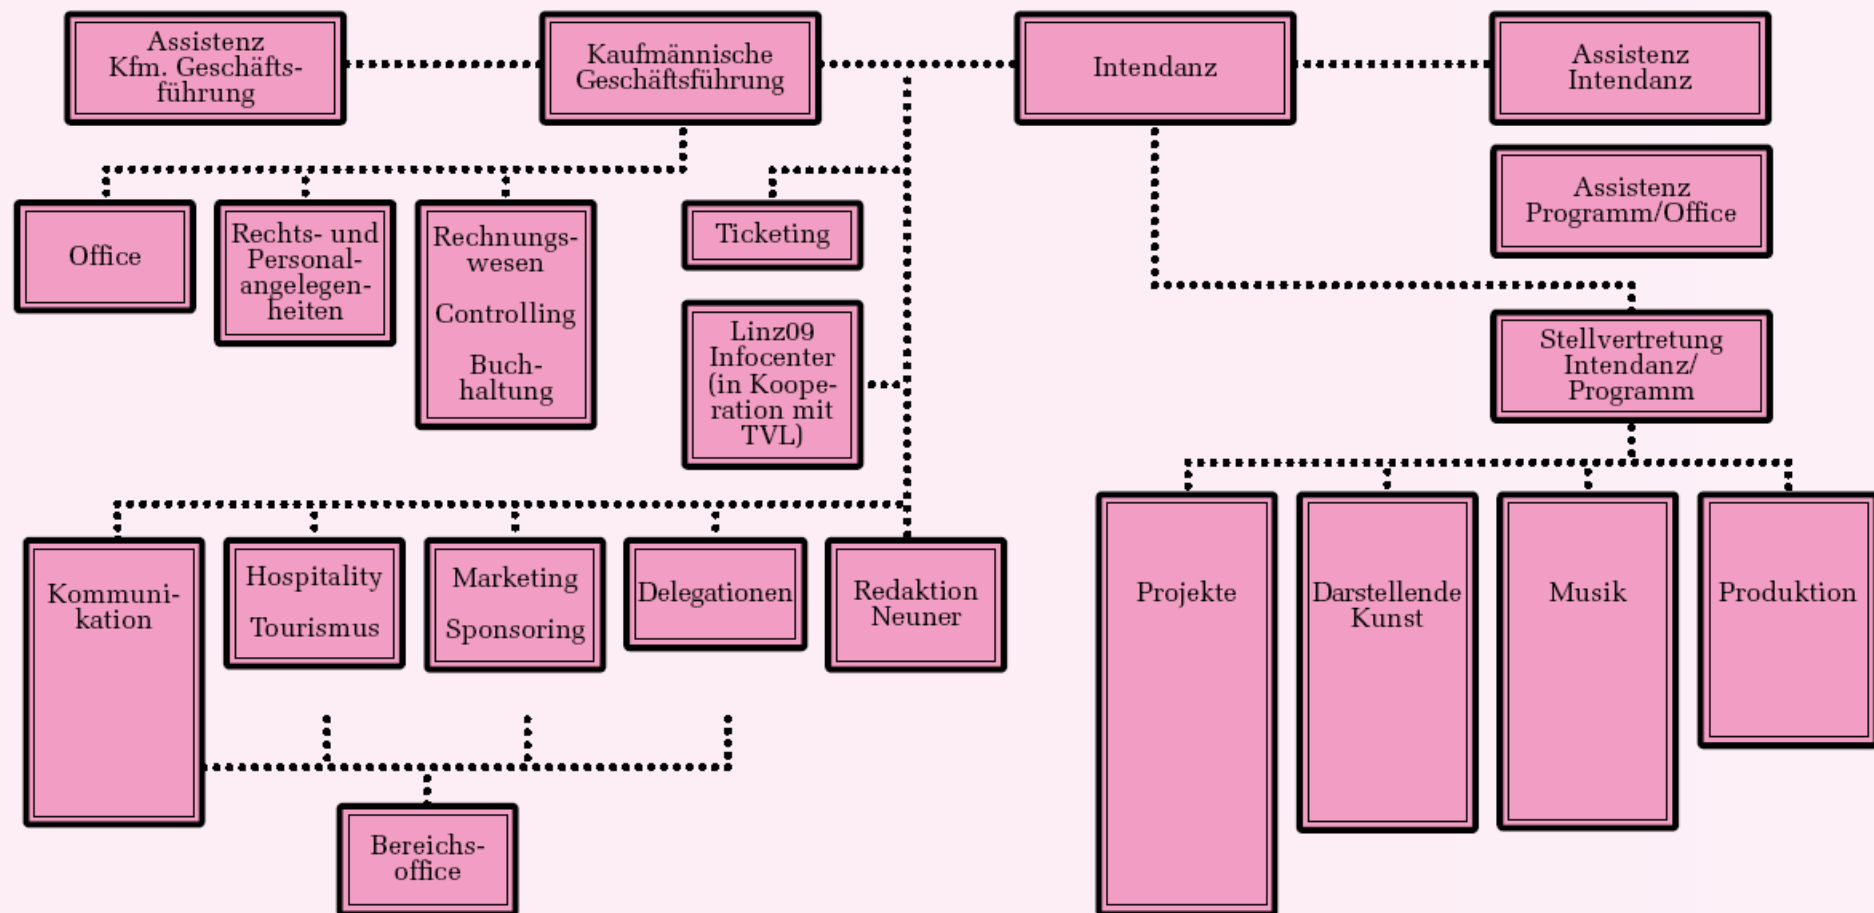 Assistenz
Kfm. Geschäfts-
führung
Kaufmännische
Geschäftsführung
Intendanz
Assistenz
Intendanz
Assistenz
Programm/Office
Office
Rechts- und
Personal-
angelegen-
heiten
Rechnungs-
wesen
Controlling
Buch-
haltung
Ticketing
Linz09
Infocenter
(in Koope-
ration mit
TVL)
Stellvertretung
Intendanz/
Programm
Kommuni-
kation
Hospitality
Tourismus
Marketing
Sponsoring
Delegationen
Redaktion
Neuner
Projekte
Darstellende
Kunst
Musik
Produktion
Bereichs-
office